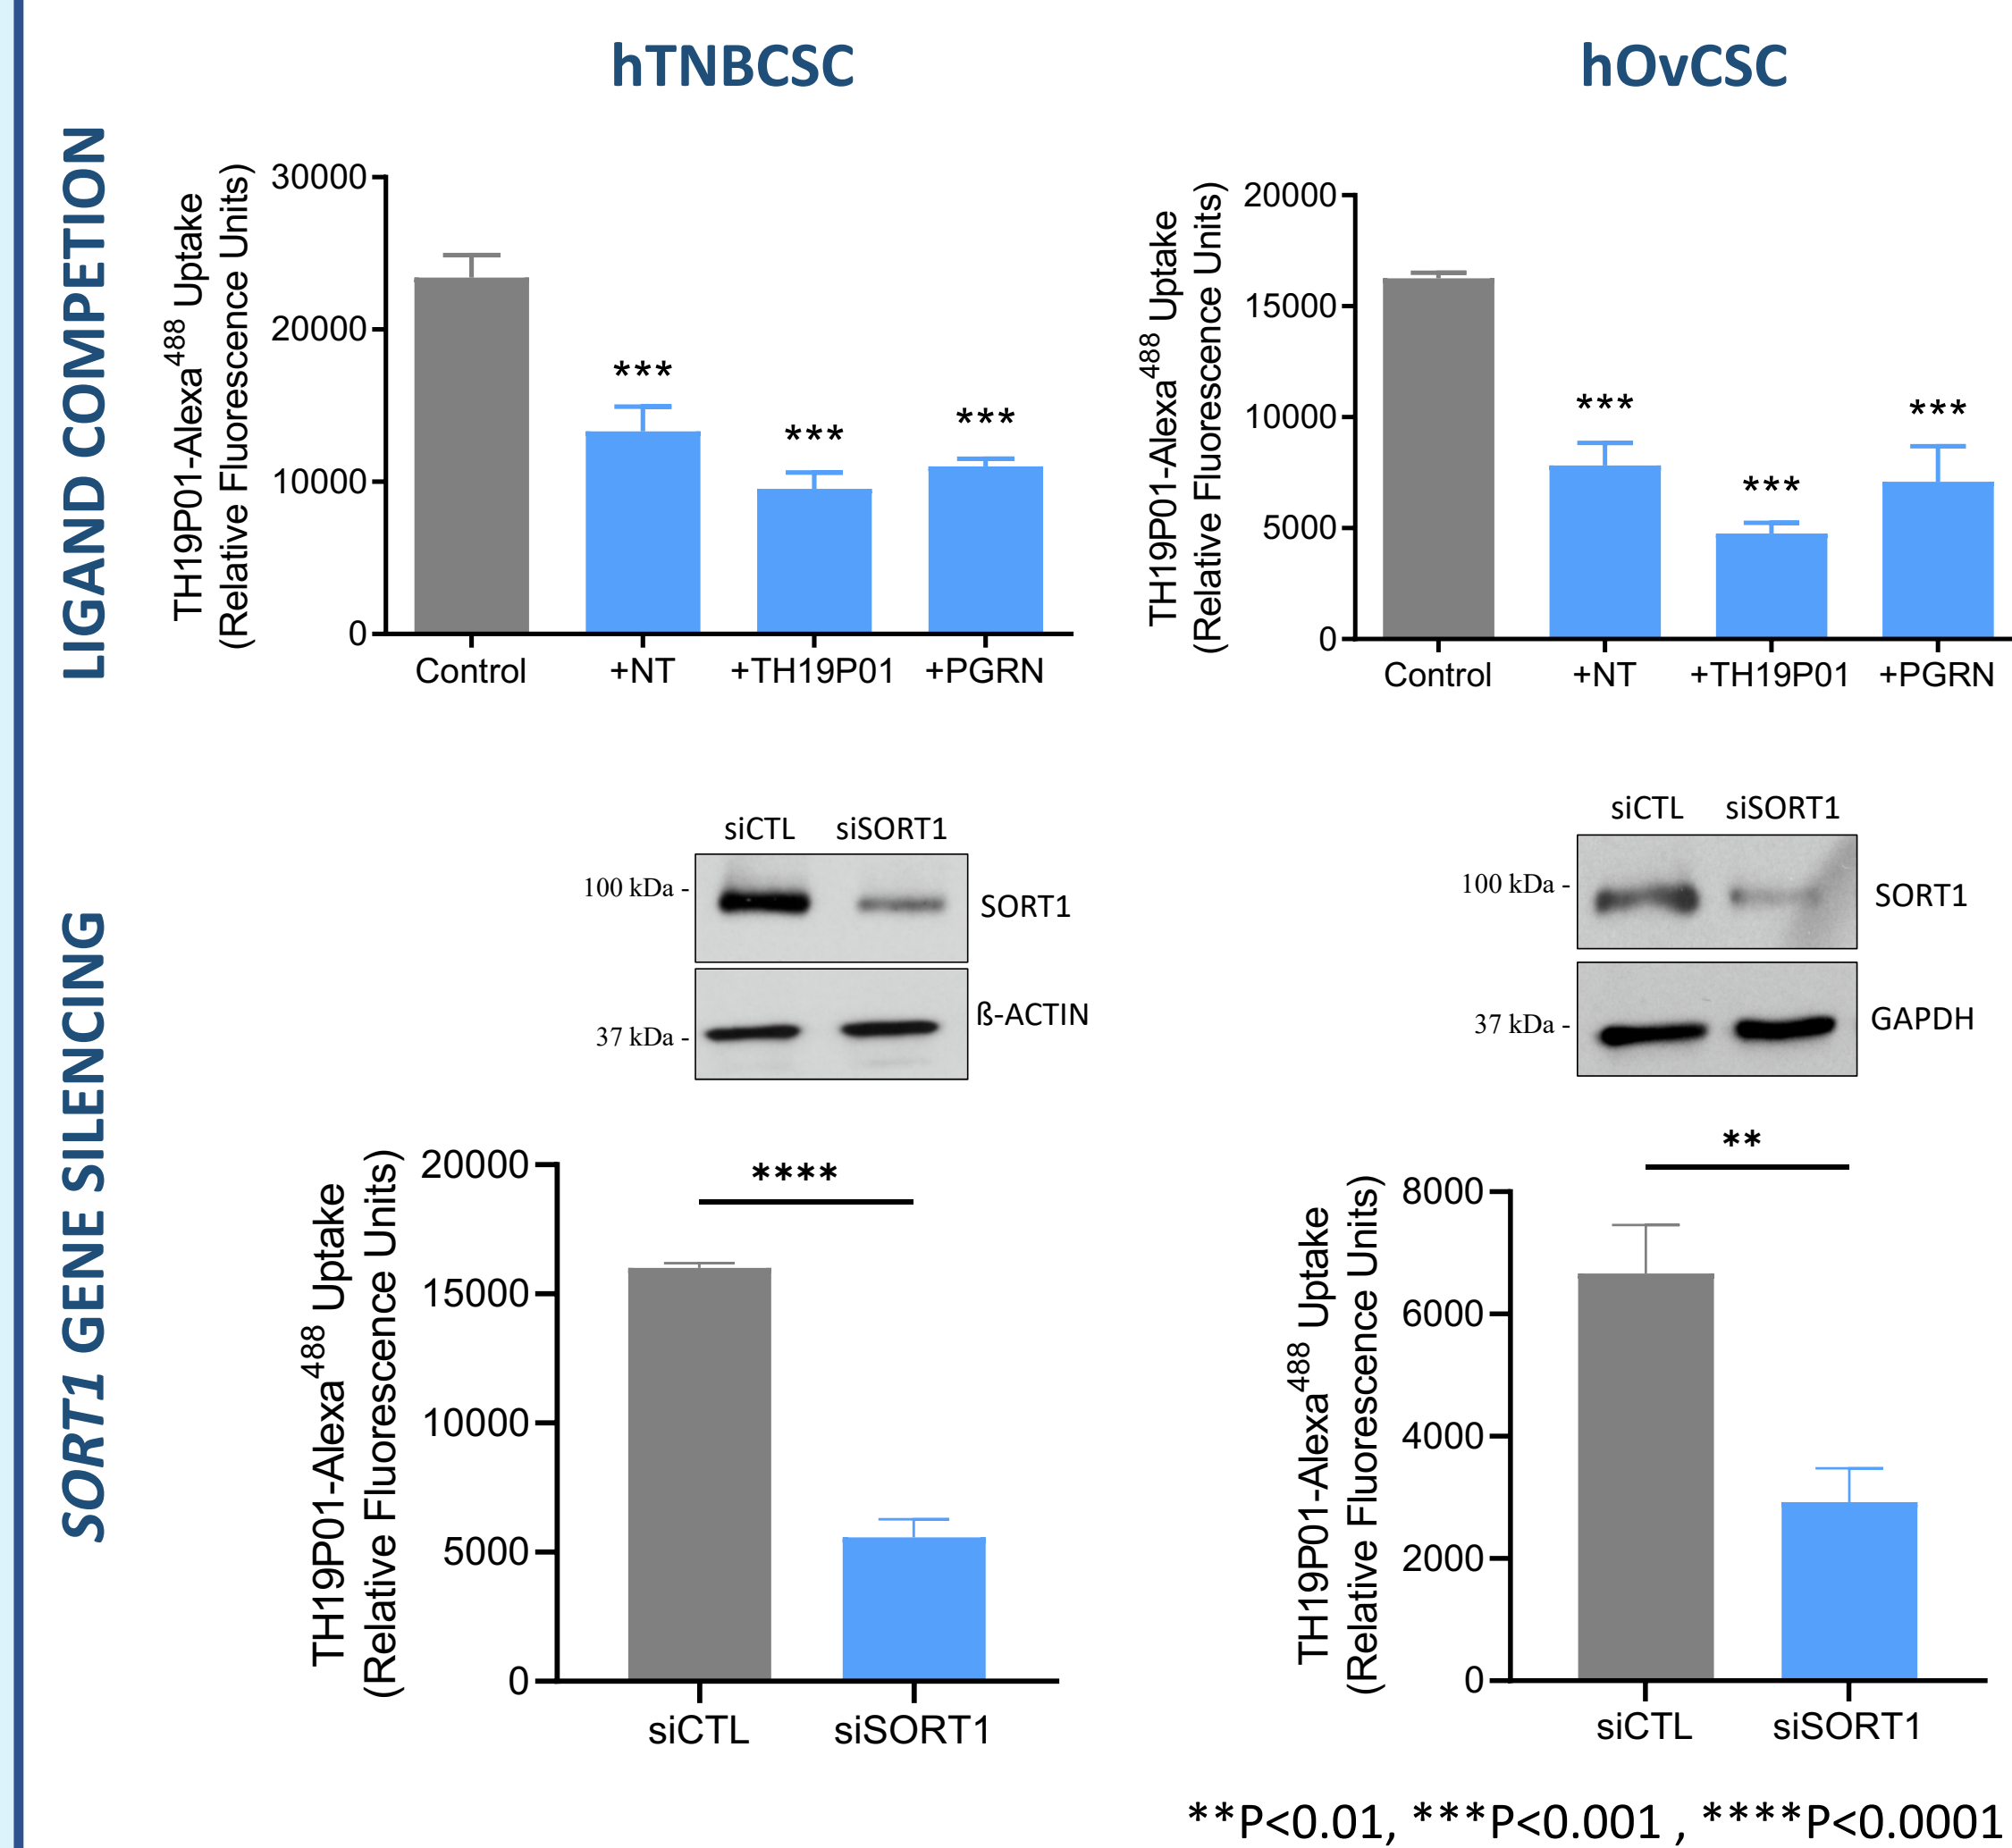 hTNBCSC
hOvCSC
LIGAND COMPETION
TH19P01-Alexa488 Uptake
(Relative Fluorescence Units)
30000
20000
10000
0
***
***
***
Control
+NT
+TH19P01
+PGRN
TH19P01-Alexa488 Uptake
(Relative Fluorescence Units)
20000
15000
10000
5000
0
***
***
***
Control
+NT
+TH19P01
+PGRN
SORT1 GENE SILENCING
siCTL siSORT1
100 kDa -
SORT1
37 kDa -
ß-ACTIN
siCTL siSORT1
100 kDa -
SORT1
37 kDa -
GAPDH
TH19P01-Alexa488 Uptake
(Relative Fluorescence Units)
20000
15000
10000
5000
0
****
siCTL
siSORT1
TH19P01-Alexa488 Uptake
(Relative Fluorescence Units)
8000
6000
4000
2000
0
**
siCTL
siSORT1
**P<0.01, ***P<0.001 , ****P<0.0001